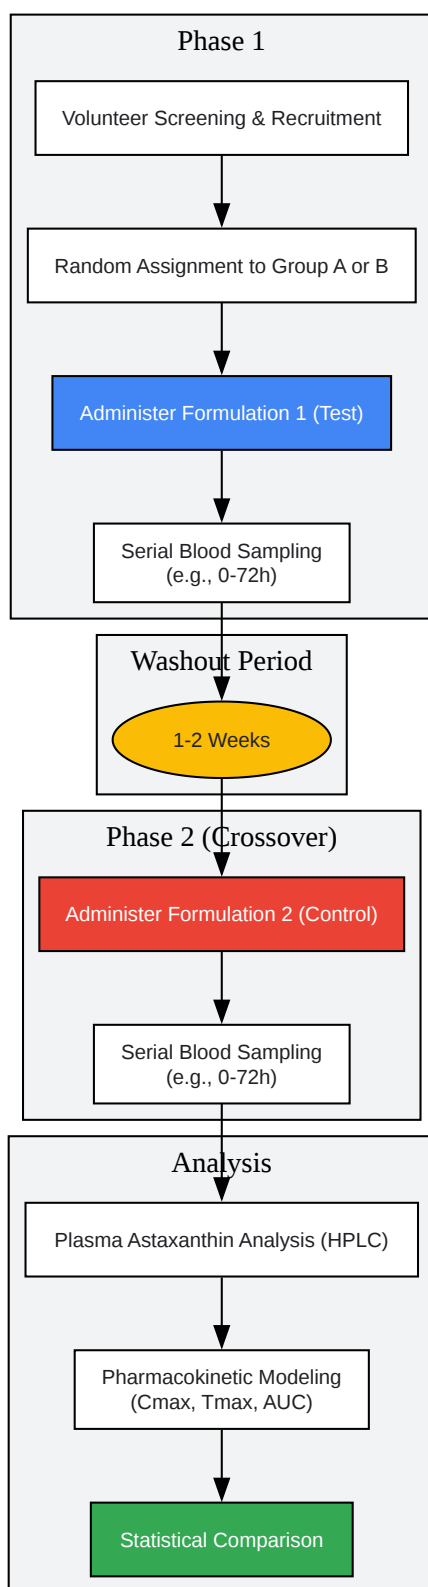 Phase 1
Volunteer Screening & Recruitment
Random Assignment to Group A or B
Administer Formulation 1 (Test)
Serial Blood Sampling
(e.g., 0-72h)
Washout Period
1-2 Weeks
Phase 2 (Crossover)
Administer Formulation 2 (Control)
Serial Blood Sampling
(e.g., 0-72h)
Analysis
Plasma Astaxanthin Analysis (HPLC)
Pharmacokinetic Modeling
(Cmax, Tmax, AUC)
Statistical Comparison